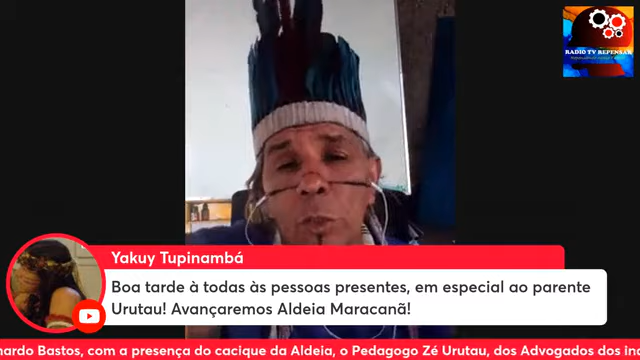 RADIO TV REPENSAR
Yakuy Tupinambá
Boa tarde à todas às pessoas presentes, em especial ao parente
Urutau! Avançaremos Aldeia Maracanã!
nardo Bastos, com a presença do cacique da Aldeia, o Pedagogo Zé Urutau, dos Advogados dos in